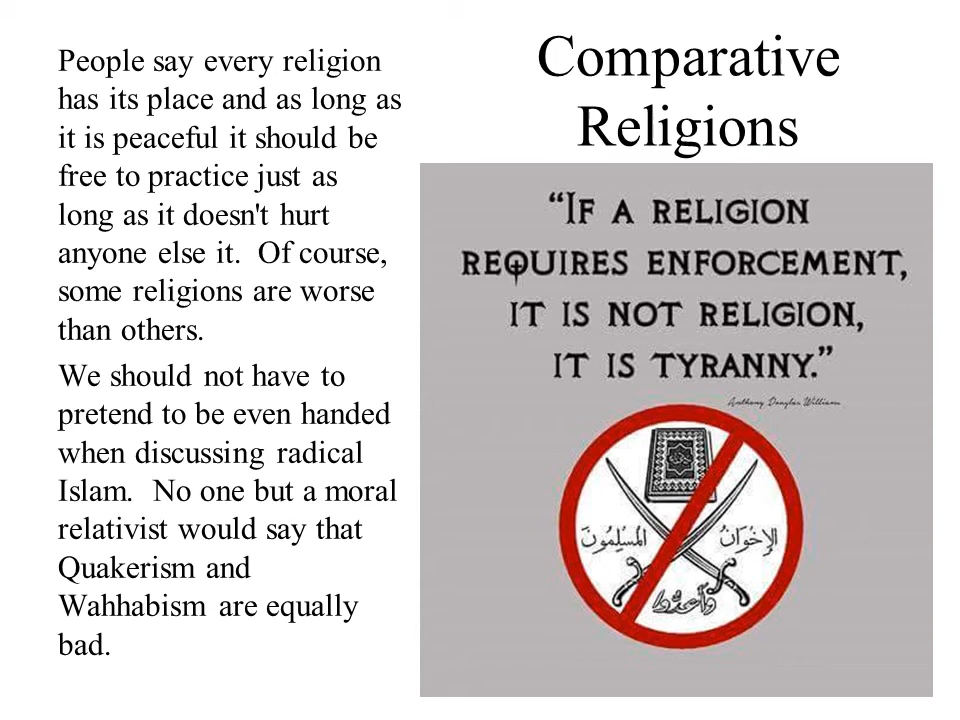 Comparative
Religions
People say every religion
has its place and as long as
it is peaceful it should be
free to practice just as
long as it doesn't hurt
anyone else it.  Of course,
some religions are worse
than others.
We should not have to
pretend to be even handed
when discussing radical
Islam.  No one but a moral
relativist would say that
Quakerism and
Wahhabism are equally
bad.
“IF A RELIGION
REQUIRES ENFORCEMENT,
IT IS NOT RELIGION,
IT IS TYRANNY.”
Anthony Douglas William
الإخوان المسلمون
وأعدوا